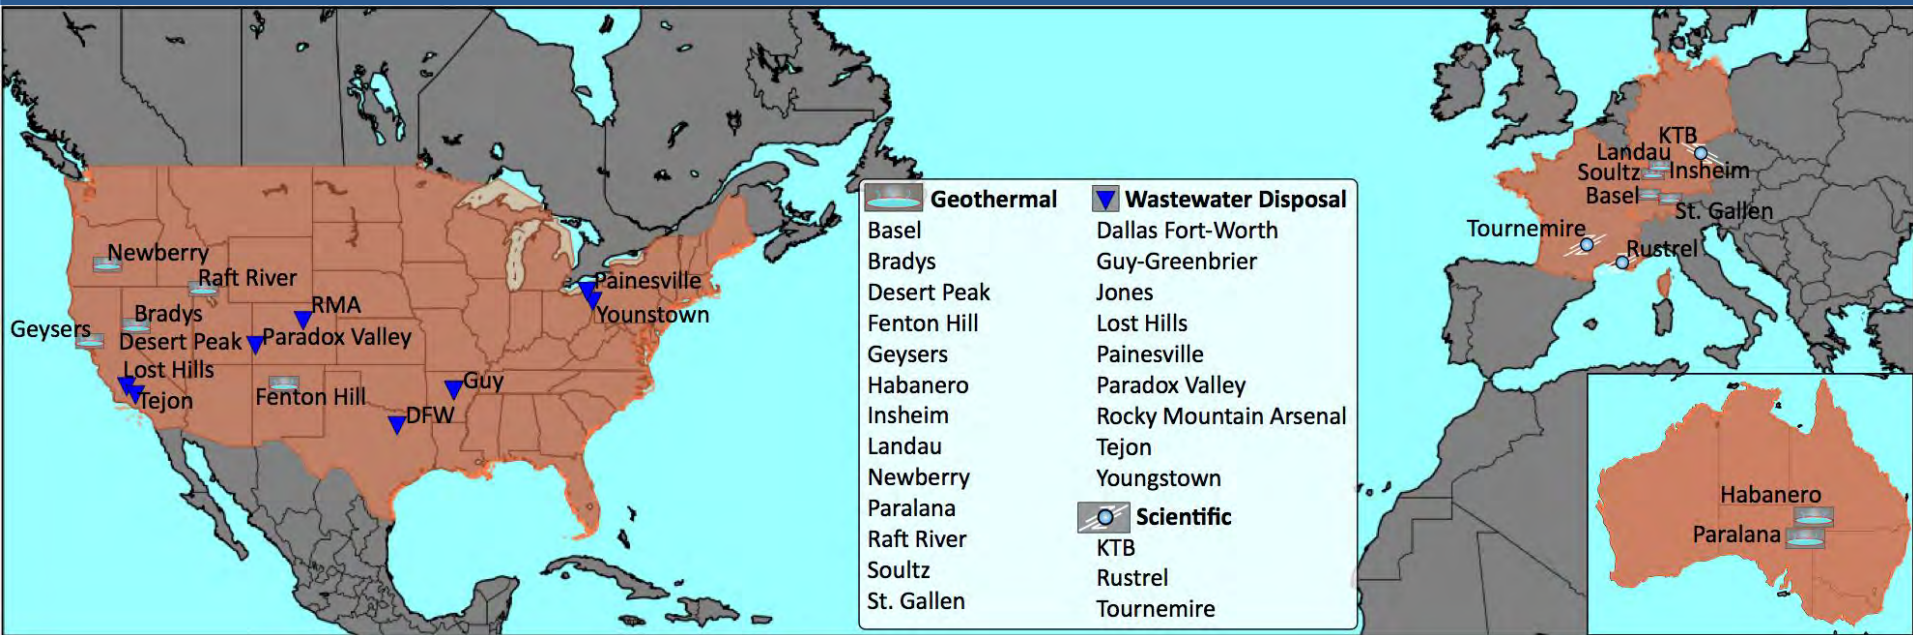 Newberry
Raft River
Bradys
RMA
Geysers
Desert Peak
Paradox Valley
Lost Hills
Tejon
Fenton Hill
Guy
DFW
Painesville
Younstown
Geothermal
Basel
Bradys
Desert Peak
Fenton Hill
Geysers
Habanero
Insheim
Landau
Newberry
Paralana
Raft River
Soultz
St. Gallen
Wastewater Disposal
Dallas Fort-Worth
Guy-Greenbrier
Jones
Lost Hills
Painesville
Paradox Valley
Rocky Mountain Arsenal
Tejon
Youngstown
Scientific
KTB
Rustrel
Tournemire
KTB
Landau
Soultz
Insheim
Basel
St. Gallen
Tournemire
Rustrel
Habanero
Paralana